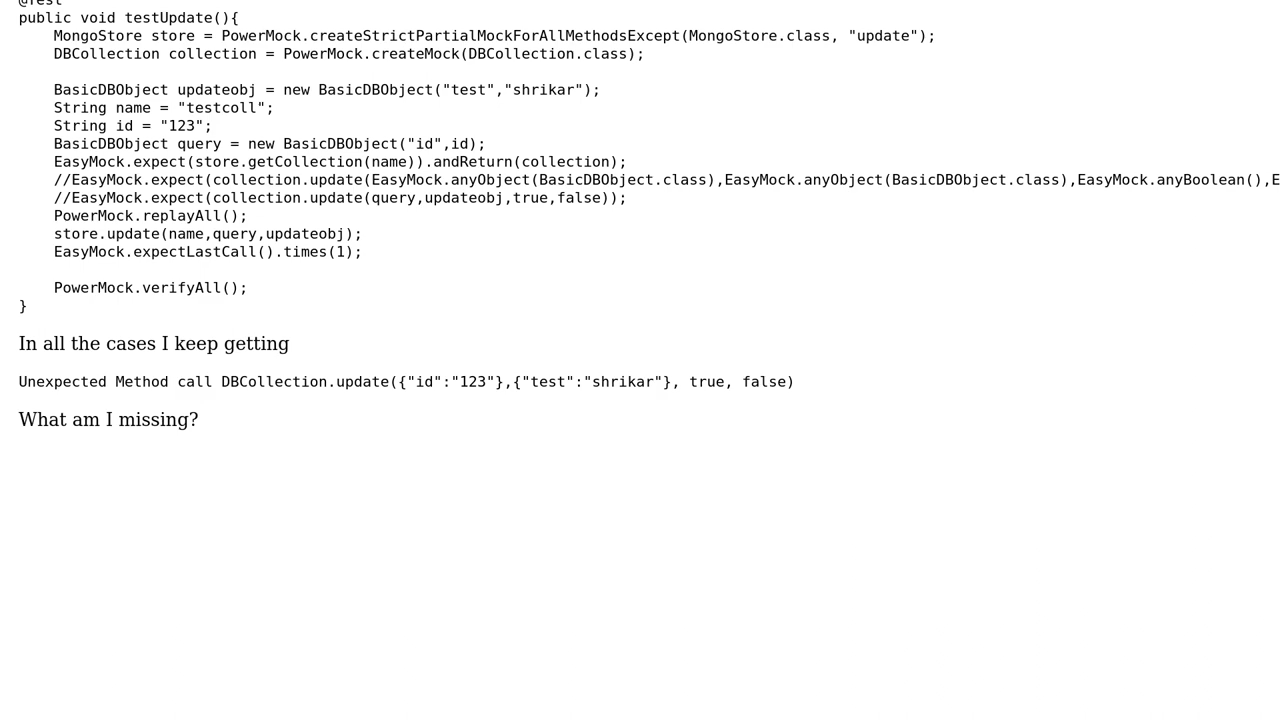 @Test
public void testUpdate(){
    MongoStore store = PowerMock.createStrictPartialMockForAllMethodsExcept(MongoStore.class, "update");
    DBCollection collection = PowerMock.createMock(DBCollection.class);

    BasicDBObject updateobj = new BasicDBObject("test","shrikar");
    String name = "testcoll";
    String id = "123";
    BasicDBObject query = new BasicDBObject("id",id);
    EasyMock.expect(store.getCollection(name)).andReturn(collection);
    //EasyMock.expect(collection.update(EasyMock.anyObject(BasicDBObject.class),EasyMock.anyObject(BasicDBObject.class),EasyMock.anyBoolean(),E
    //EasyMock.expect(collection.update(query,updateobj,true,false));
    PowerMock.replayAll();
    store.update(name,query,updateobj);
    EasyMock.expectLastCall().times(1);

    PowerMock.verifyAll();
}
In all the cases I keep getting
Unexpected Method call DBCollection.update({"id":"123"},{"test":"shrikar"}, true, false)
What am I missing?